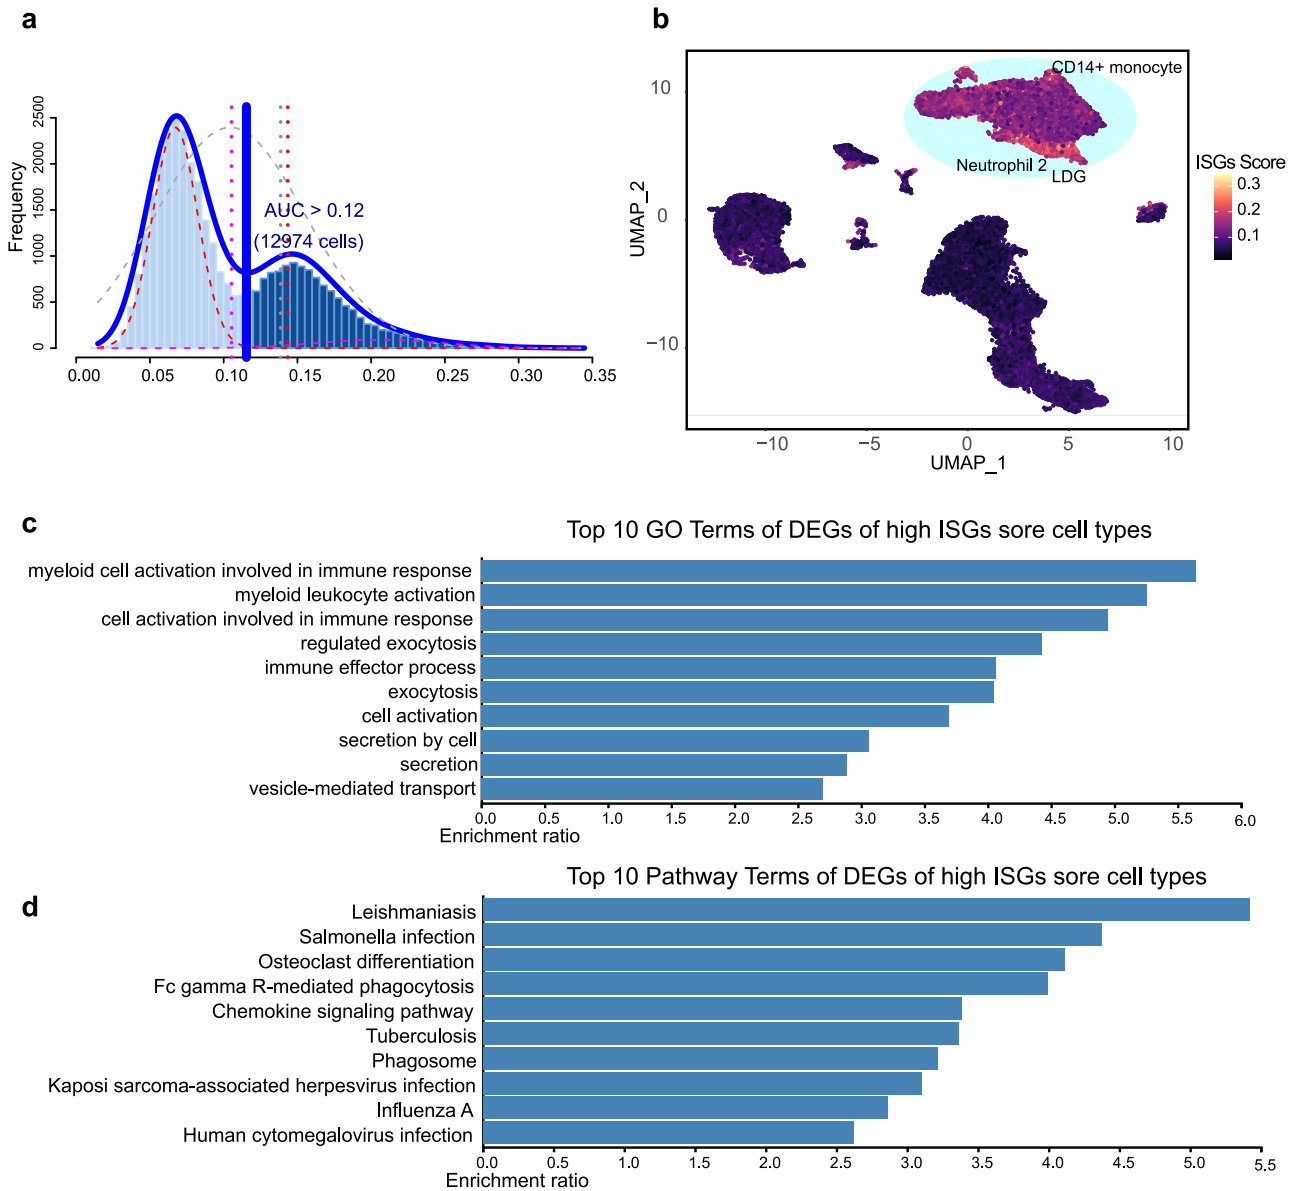 a
Frequency
2500
2000
1500
1000
500
0
AUC > 0.12
(12974 cells)
0.00 0.05 0.10 0.15 0.20 0.25 0.30 0.35
b
UMAP_2
10
0
−10
CD14+ monocyte
Neutrophil 2
LDG
−10 −5 0 5 10
UMAP_1
ISGs Score
0.3
0.2
0.1
c
Top 10 GO Terms of DEGs of high ISGs sore cell types
myeloid cell activation involved in immune response
myeloid leukocyte activation
cell activation involved in immune response
regulated exocytosis
immune effector process
exocytosis
cell activation
secretion by cell
secretion
vesicle-mediated transport
0.0 0.5 1.0 1.5 2.0 2.5 3.0 3.5 4.0 4.5 5.0 5.5 6.0
Enrichment ratio
d
Top 10 Pathway Terms of DEGs of high ISGs sore cell types
Leishmaniasis
Salmonella infection
Osteoclast differentiation
Fc gamma R-mediated phagocytosis
Chemokine signaling pathway
Tuberculosis
Phagosome
Kaposi sarcoma-associated herpesvirus infection
Influenza A
Human cytomegalovirus infection
0.0 0.5 1.0 1.5 2.0 2.5 3.0 3.5 4.0 4.5 5.0 5.5
Enrichment ratio